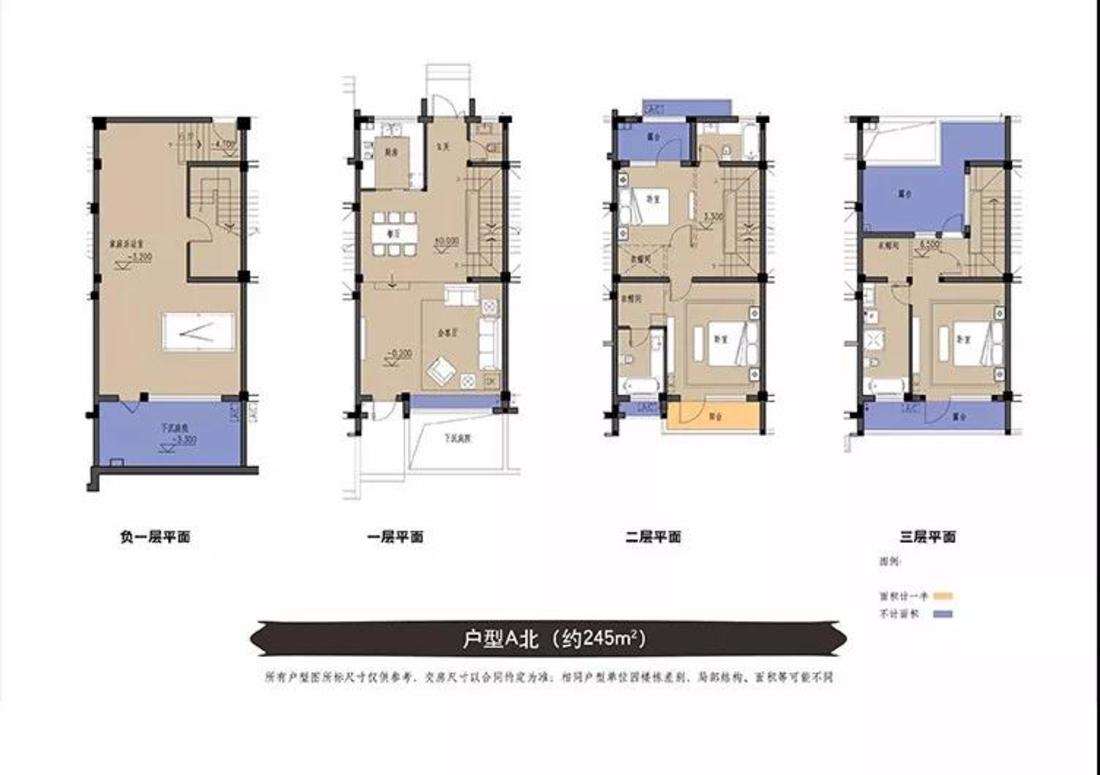 家庭活动室
-3.200
-4.100
下沉庭院
-3.300
负一层平面
厨房
玄关
餐厅
±0.000
会客厅
-0.300
下沉庭院
一层平面
露台
卧室
3.300
衣帽间
衣帽间
卧室
阳台
二层平面
露台
衣帽间
6.500
卧室
露台
三层平面
图例:
面积计一半
不计面积
户型A北（约245m²）
所有户型图所标尺寸仅供参考，交房尺寸以合同约定为准；相同户型单位因楼栋差别，局部结构、面积等可能不同